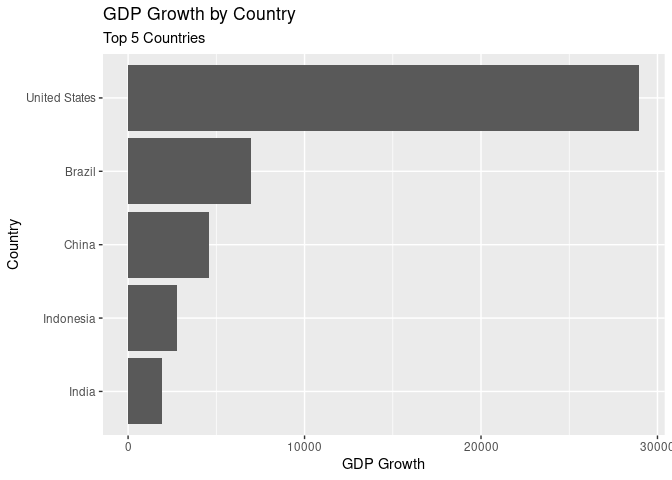 GDP Growth by Country
Top 5 Countries
United States
Brazil
China
Indonesia
India
Country
0 10000 20000 30000
GDP Growth